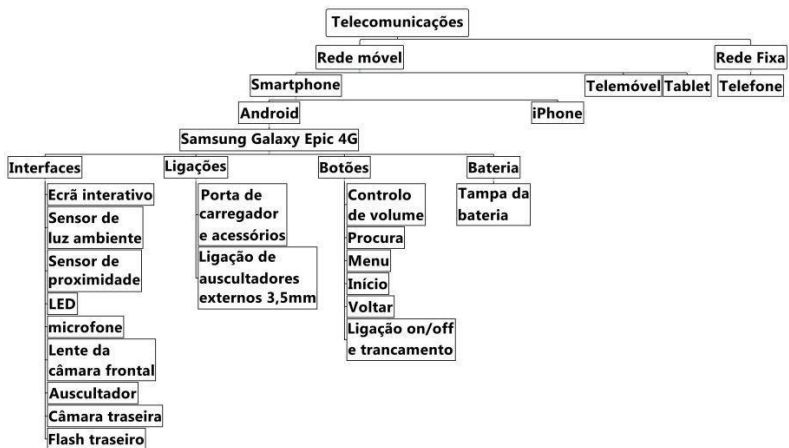 Telecomunicações
Rede móvel
Rede Fixa
Smartphone
Telemóvel
Tablet
Telefone
Android
iPhone
Samsung Galaxy Epic 4G
Interfaces
Ligações
Botões
Bateria
Ecrã interativo
Sensor de
luz ambiente
Sensor de
proximidade
LED
microfone
Lente da
câmara frontal
Auscultador
Câmara traseira
Flash traseiro
Porta de
carregador
e acessórios
Ligação de
auscultadores
externos 3,5mm
Controlo
de volume
Procura
Menu
Início
Voltar
Ligação on/off
e trancamento
Tampa da
bateria